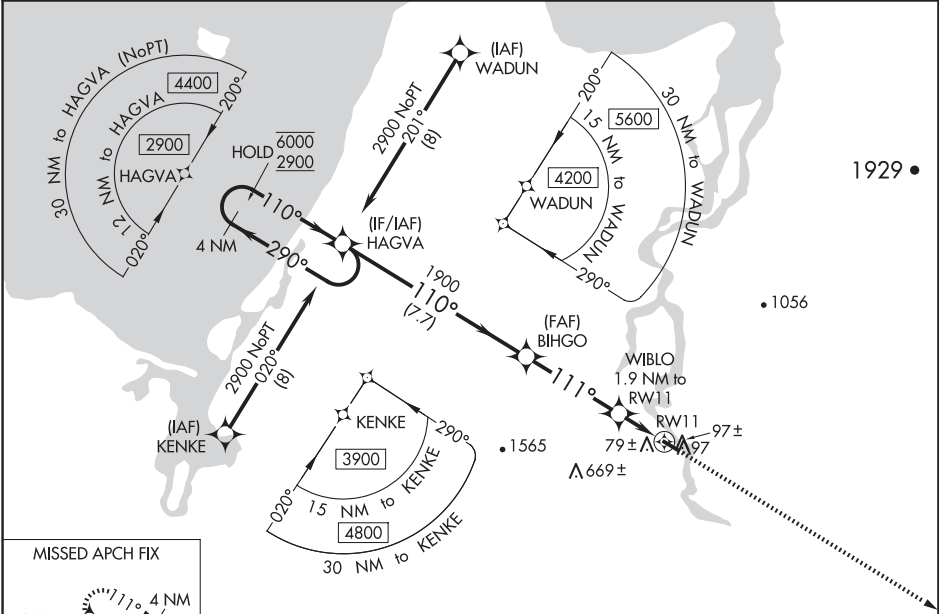 30 NM to HAGVA (NoPT)
4400
200°
12 NM to HAGVA
2900
HAGVA
020°
HOLD
6000
2900
110°
4 NM
290°
(IAF)
WADUN
2900 NoPT
201°
(8)
(IF/IAF)
HAGVA
200°
5600
30 NM to WADUN
15 NM to WADUN
4200
WADUN
290°
1929
1056
1900
110°
(7.7)
(FAF)
BIHGO
111°
WIBLO
1.9 NM to
RW11
RW11
97±
79±
97
1565
669±
2900 NoPT
020°
(8)
(IAF)
KENKE
KENKE
290°
3900
020°
15 NM to KENKE
4800
30 NM to KENKE
MISSED APCH FIX
111°
4 NM